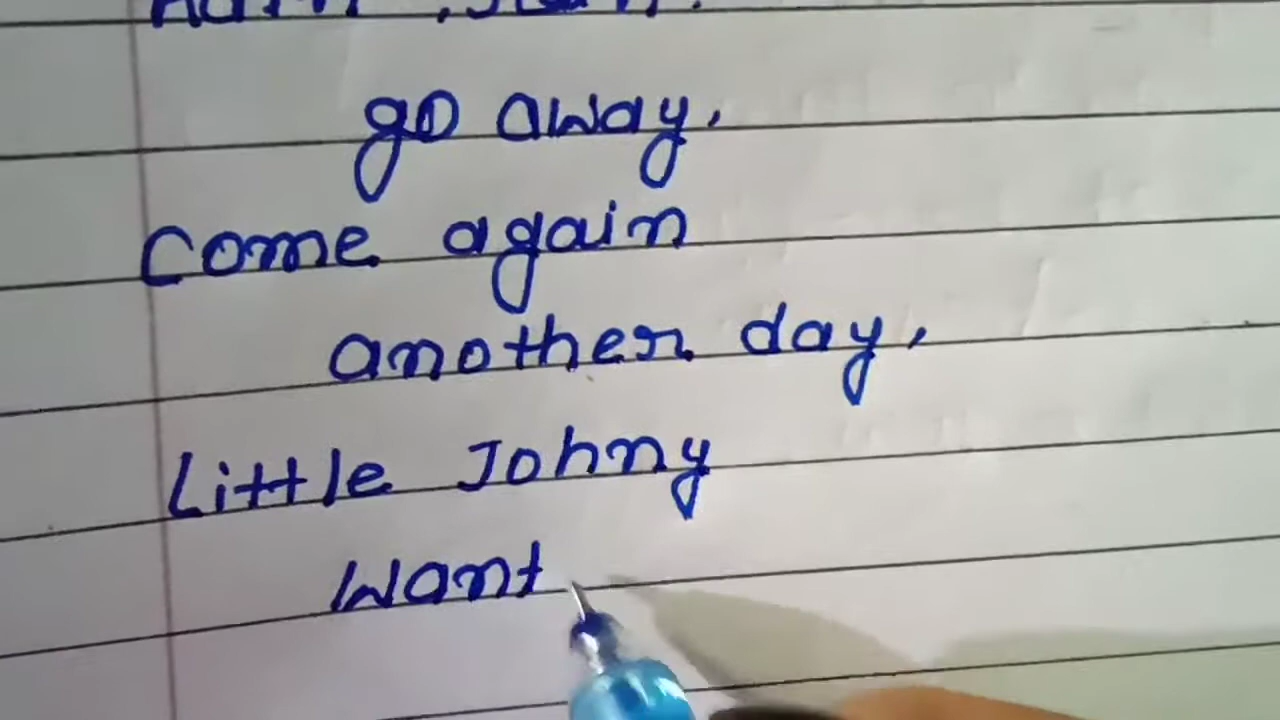 go away,
Come again
another day,
Little Johny
Want